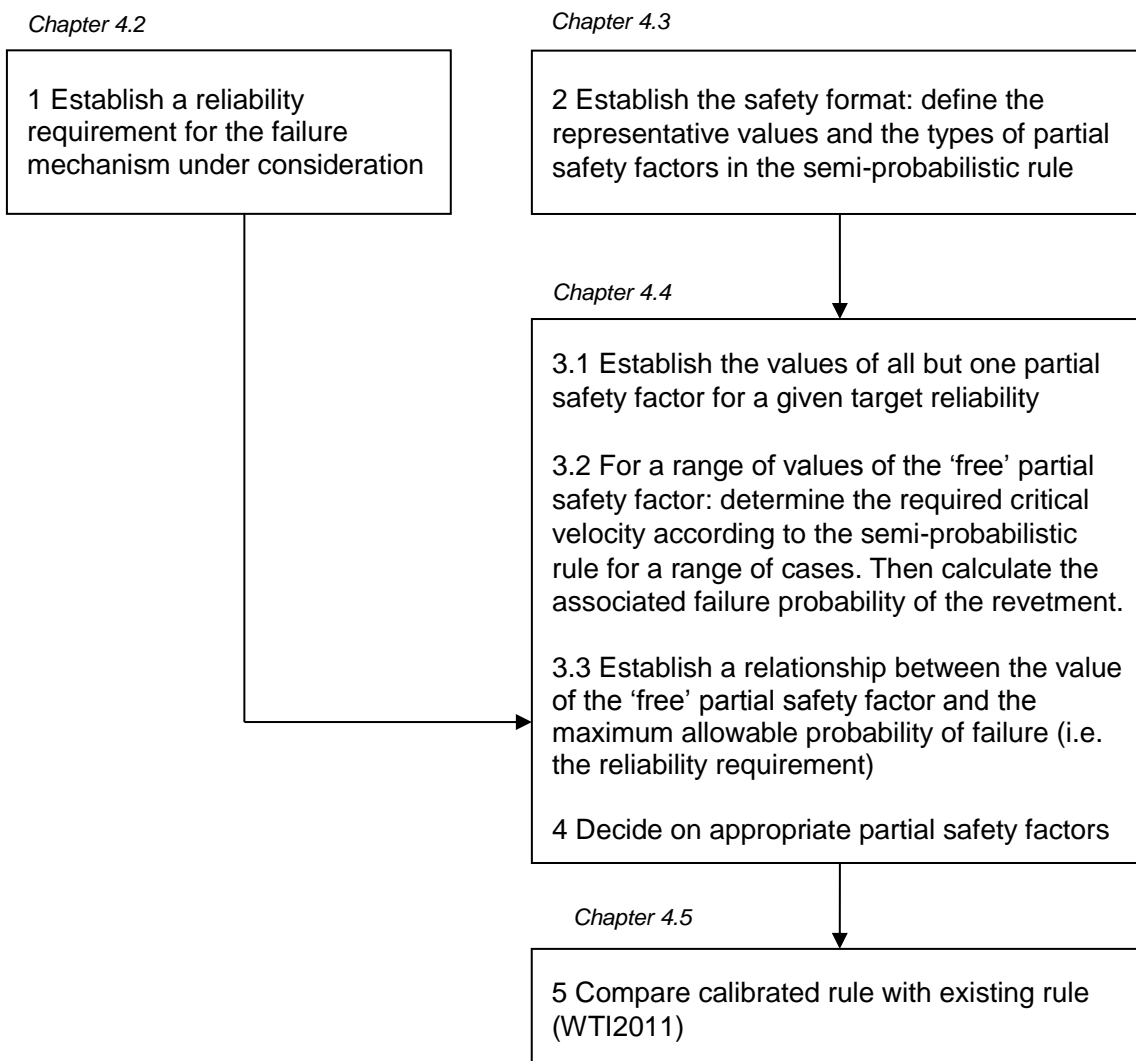 Chapter 4.2
1 Establish a reliability
requirement for the failure
mechanism under consideration
Chapter 4.3
2 Establish the safety format: define the
representative values and the types of partial
safety factors in the semi-probabilistic rule
Chapter 4.4
3.1 Establish the values of all but one partial
safety factor for a given target reliability
3.2 For a range of values of the ‘free’ partial
safety factor: determine the required critical
velocity according to the semi-probabilistic
rule for a range of cases. Then calculate the
associated failure probability of the revetment.
3.3 Establish a relationship between the value
of the ‘free’ partial safety factor and the
maximum allowable probability of failure (i.e.
the reliability requirement)
4 Decide on appropriate partial safety factors
Chapter 4.5
5 Compare calibrated rule with existing rule
(WTI2011)